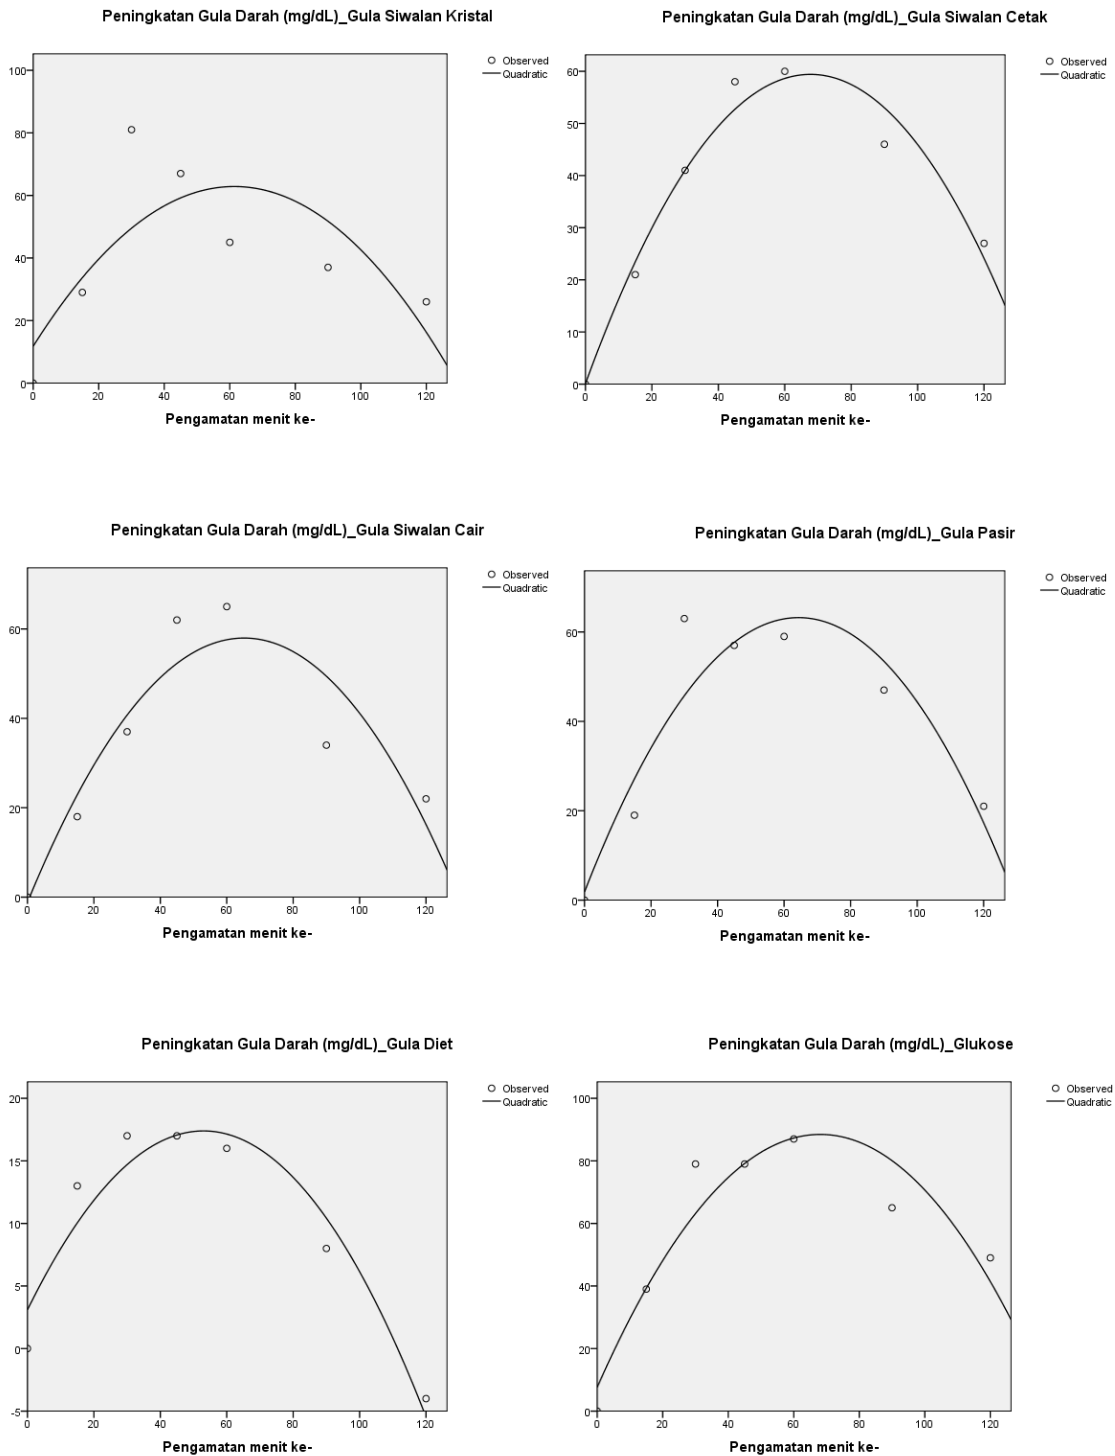 Peningkatan Gula Darah (mg/dL)_Gula Siwalan Kristal
Observed
Quadratic
100
80
60
40
20
0
0 20 40 60 80 100 120
Pengamatan menit ke-
Peningkatan Gula Darah (mg/dL)_Gula Siwalan Cetak
Observed
Quadratic
60
50
40
30
20
10
0
0 20 40 60 80 100 120
Pengamatan menit ke-
Peningkatan Gula Darah (mg/dL)_Gula Siwalan Cair
Observed
Quadratic
60
40
20
0
0 20 40 60 80 100 120
Pengamatan menit ke-
Peningkatan Gula Darah (mg/dL)_Gula Pasir
Observed
Quadratic
60
40
20
0
0 20 40 60 80 100 120
Pengamatan menit ke-
Peningkatan Gula Darah (mg/dL)_Gula Diet
Observed
Quadratic
20
15
10
5
0
-5
0 20 40 60 80 100 120
Pengamatan menit ke-
Peningkatan Gula Darah (mg/dL)_Glukose
Observed
Quadratic
100
80
60
40
20
0
0 20 40 60 80 100 120
Pengamatan menit ke-